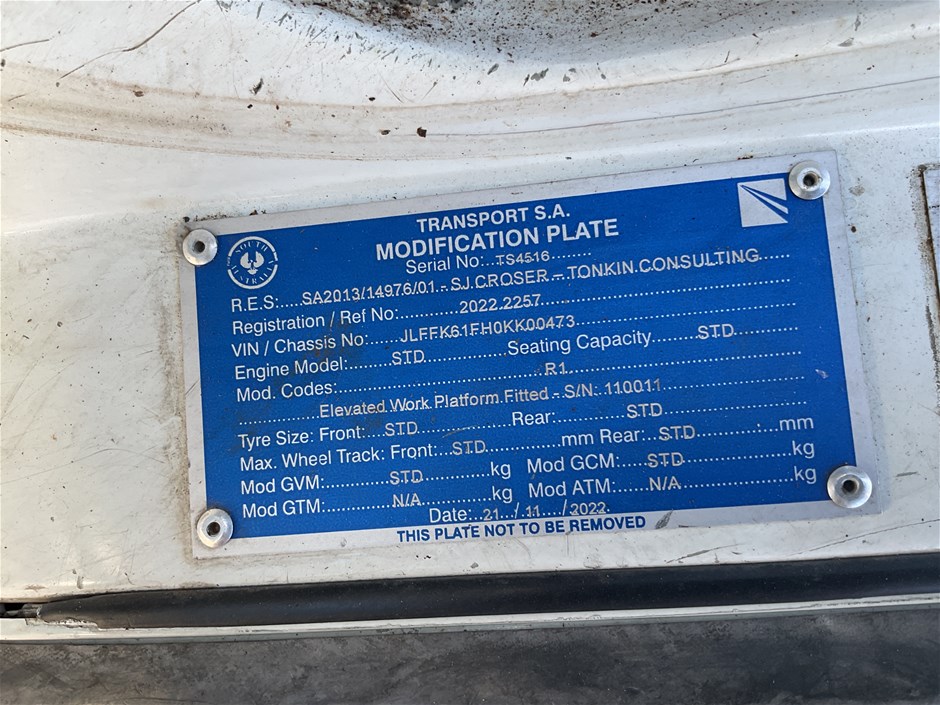 TRANSPORT S.A.
MODIFICATION PLATE
SOUTH AUSTRALIA
Serial No: TS4516
R.E.S: SA2013/14976/01 - SJ CROSER - TONKIN CONSULTING
Registration / Ref No: 2022 2257
VIN / Chassis No: JLFFK61FH0KK00473
Engine Model: STD Seating Capacity STD
Mod. Codes: R1
Elevated Work Platform Fitted - S/N: 110011
Tyre Size: Front: STD Rear: STD
Max. Wheel Track: Front: STD mm Rear: STD mm
Mod GVM: STD kg Mod GCM: STD kg
Mod GTM: N/A kg Mod ATM: N/A kg
Date: 21 / 11 / 2022
THIS PLATE NOT TO BE REMOVED